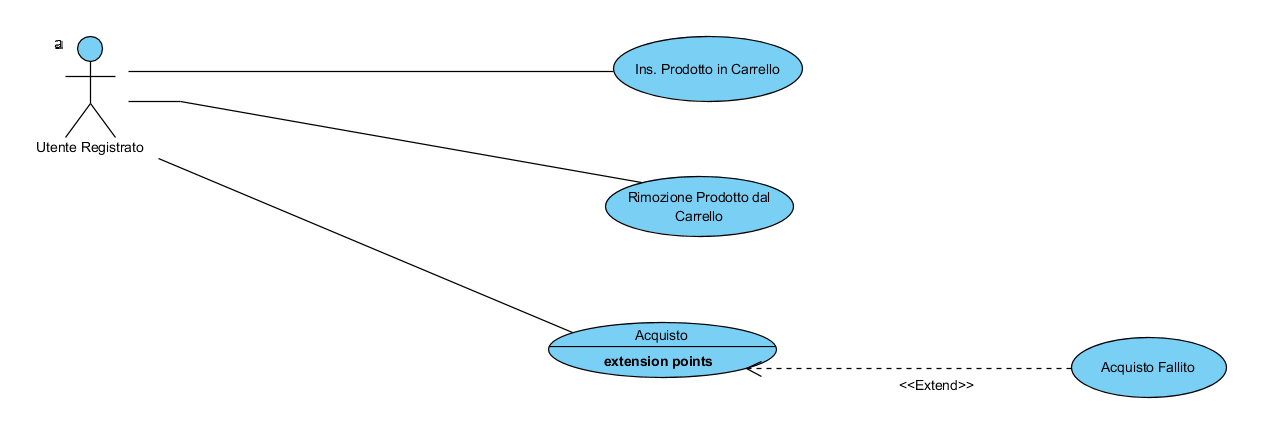 a
Utente Registrato
Ins. Prodotto in Carrello
Rimozione Prodotto dal
Carrello
Acquisto
extension points
<<Extend>>
Acquisto Fallito